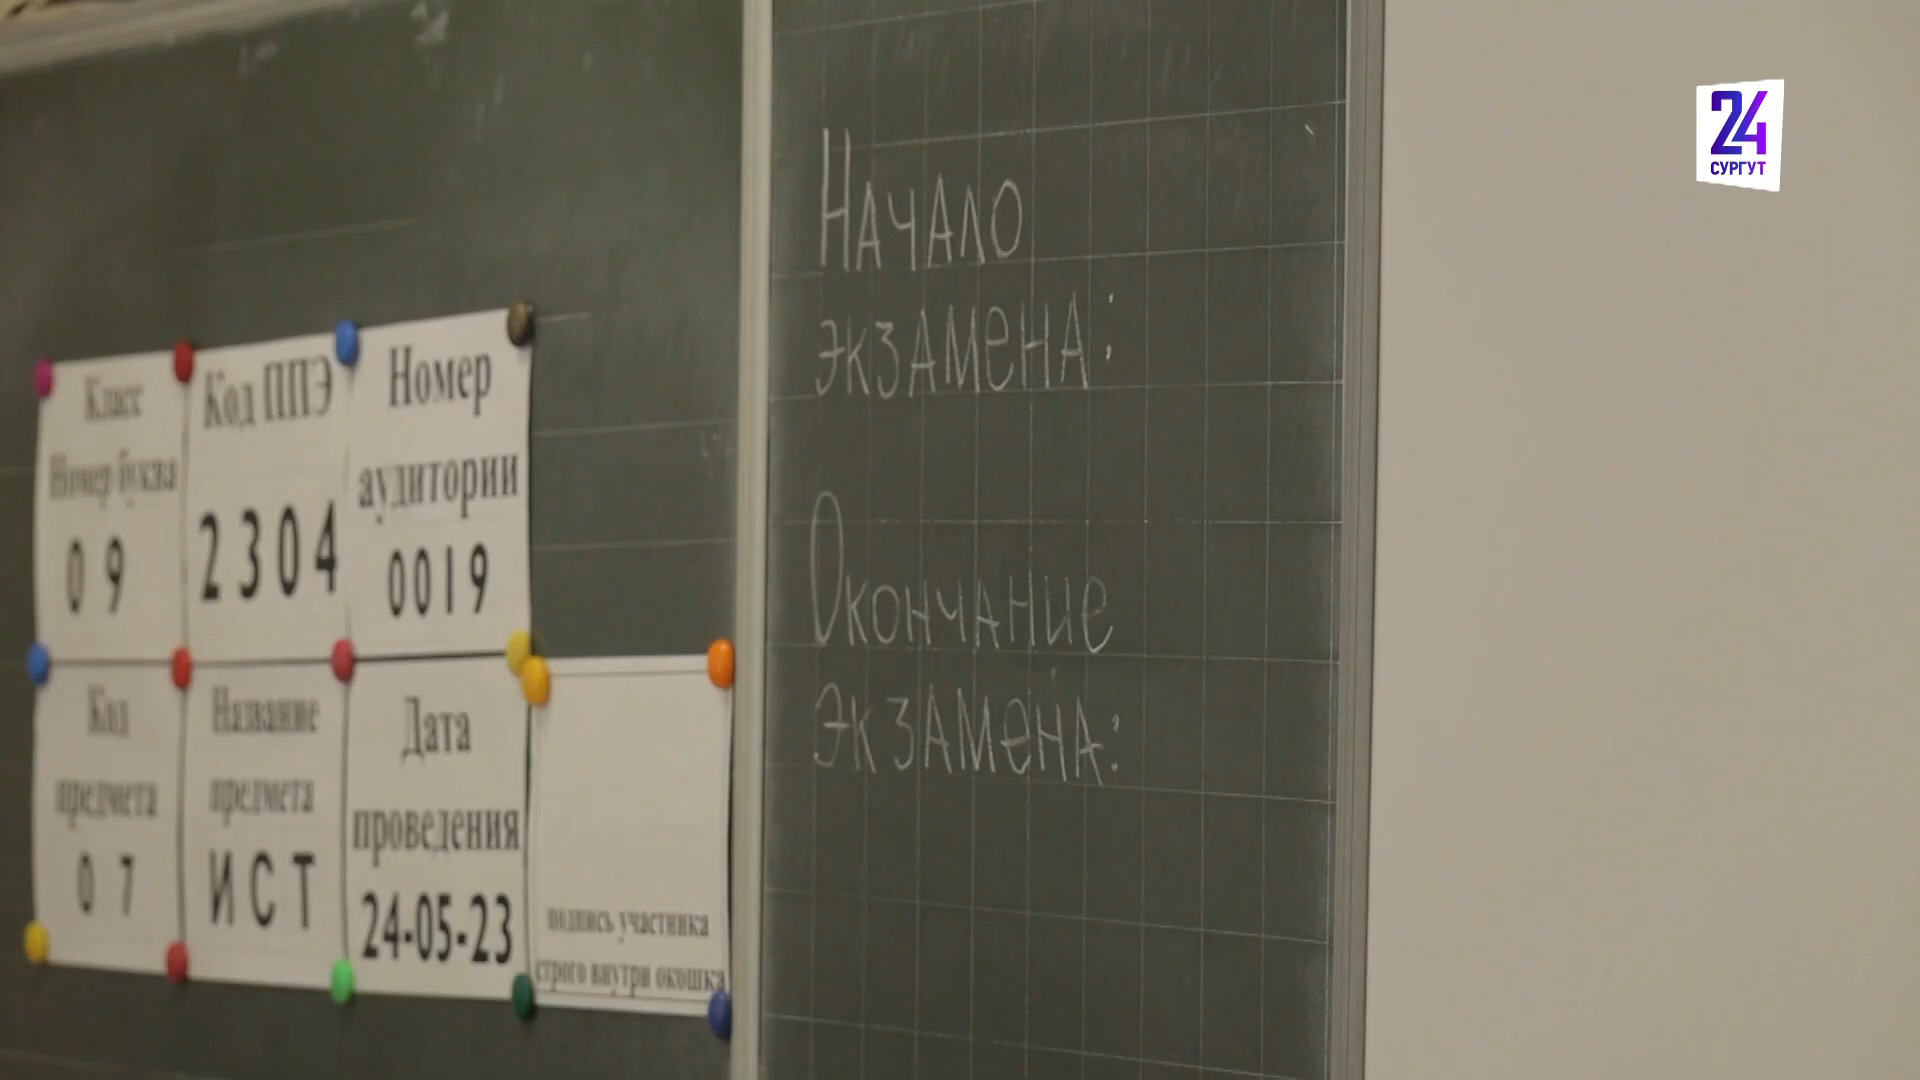 Класс
Номер буква
0 9
Код ППЭ
2 3 0 4
Номер
аудитории
0019
Код
предмета
0 7
Название
предмета
И С Т
Дата
проведения
24-05-23
подпись участника
строго внутри окошка
Начало
экзамена:
Окончание
экзамена:
24
СУРГУТ